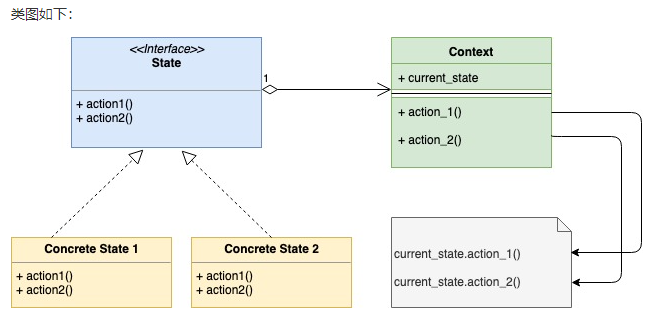 类图如下：
<<Interface>>
State
+ action1()
+ action2()
1
Context
+ current_state
+ action_1()
+ action_2()
Concrete State 1
+ action1()
+ action2()
Concrete State 2
+ action1()
+ action2()
current_state.action_1()
current_state.action_2()